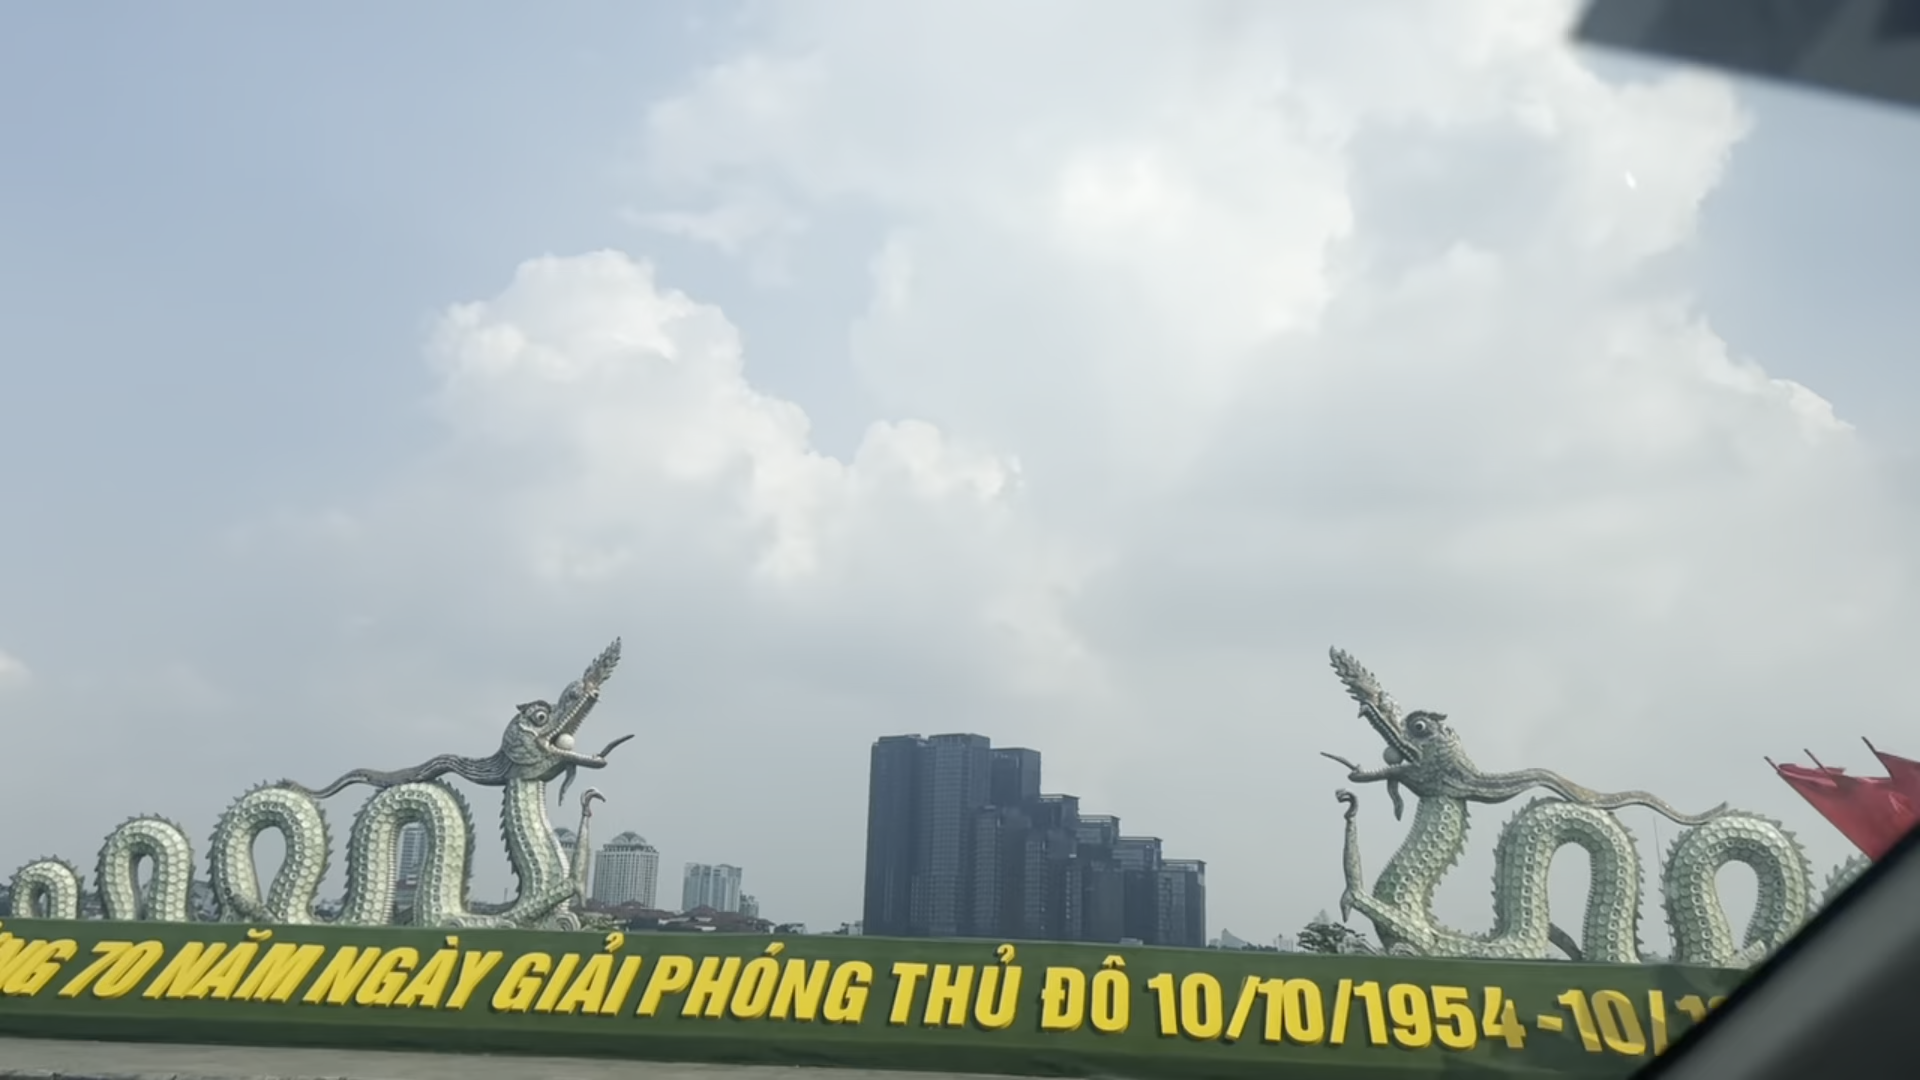 70 NĂM NGÀY GIẢI PHÓNG THỦ ĐÔ 10/10/1954 - 10/